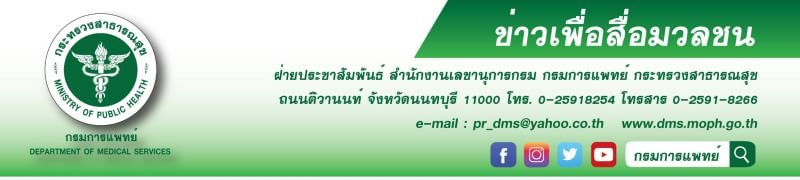 ข่าวเพื่อสื่อมวลชน
กระทรวงสาธารณสุข
MINISTRY OF PUBLIC HEALTH
กรมการแพทย์
DEPARTMENT OF MEDICAL SERVICES
ฝ่ายประชาสัมพันธ์ สำนักงานเลขานุการกรม กรมการแพทย์ กระทรวงสาธารณสุข
ถนนติวานนท์ จังหวัดนนทบุรี 11000 โทร. 0-25918254 โทรสาร 0-2591-8266
e-mail : pr_dms@yahoo.co.th www.dms.moph.go.th
กรมการแพทย์